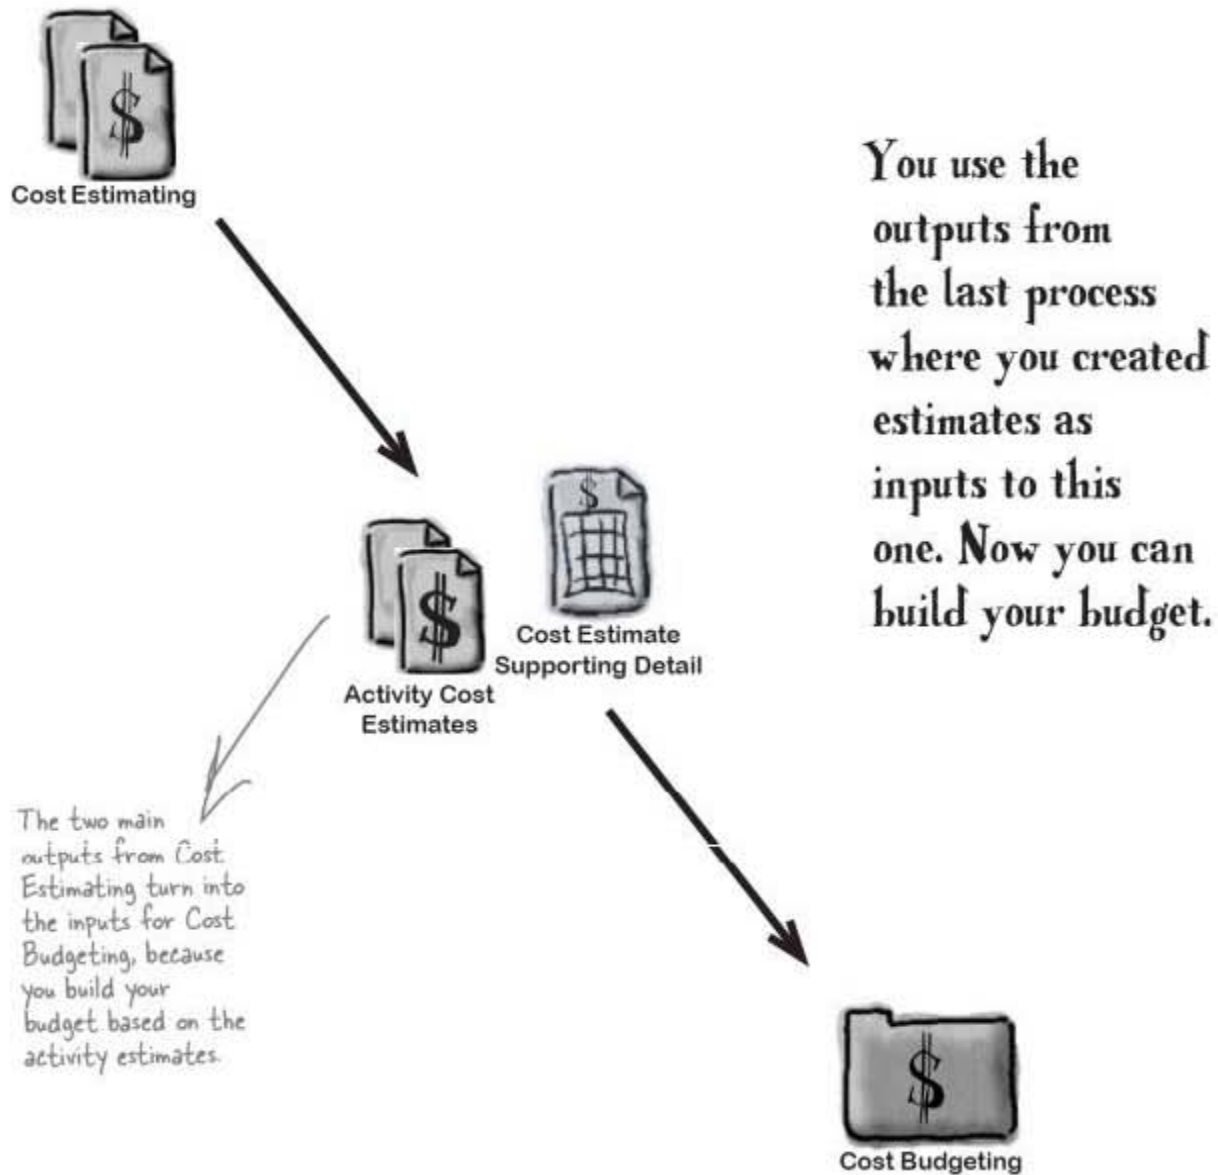 Cost Estimating
You use the
outputs from
the last process
where you created
estimates as
inputs to this
one. Now you can
build your budget.
$
$
$
Cost Estimate
Supporting Detail
Activity Cost
Estimates
The two main
outputs from Cost
Estimating turn into
the inputs for Cost
Budgeting, because
you build your
budget based on the
activity estimates.
$
Cost Budgeting